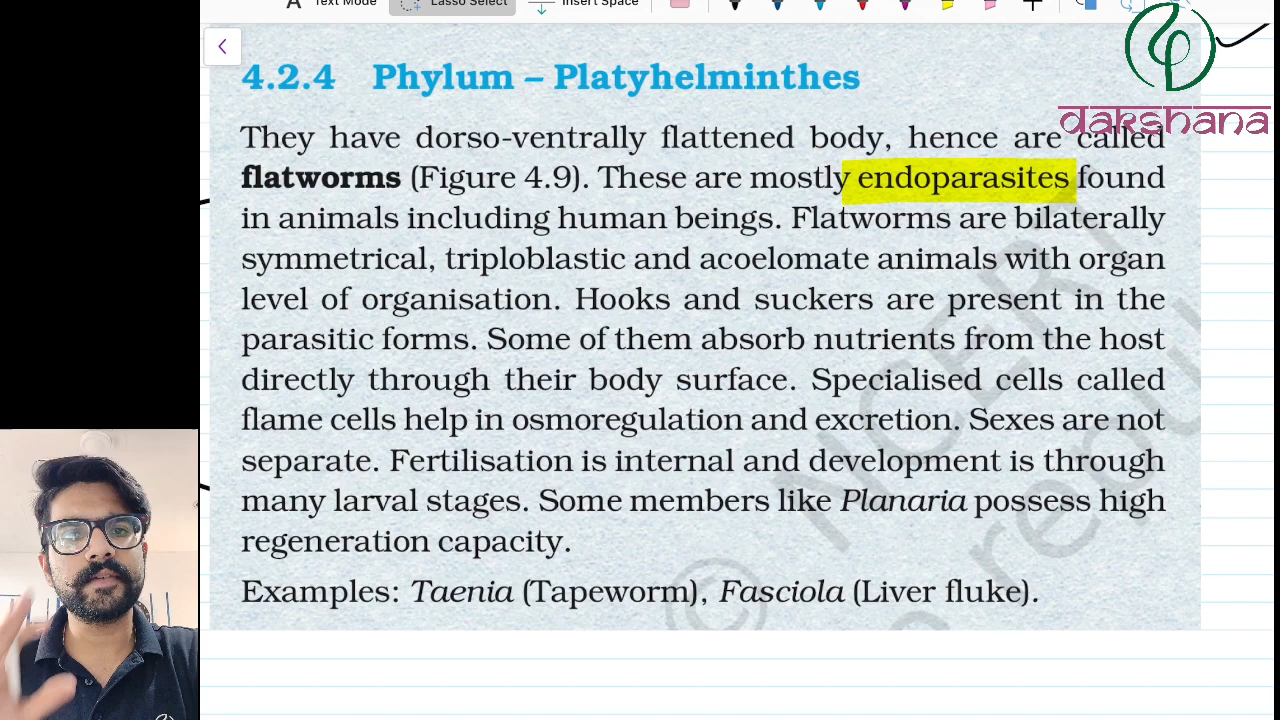 Text Mode
Lasso Select
Insert Space
dakshana
4.2.4 Phylum – Platyhelminthes
They have dorso-ventrally flattened body, hence are called
flatworms (Figure 4.9). These are mostly endoparasites found
in animals including human beings. Flatworms are bilaterally
symmetrical, triploblastic and acoelomate animals with organ
level of organisation. Hooks and suckers are present in the
parasitic forms. Some of them absorb nutrients from the host
directly through their body surface. Specialised cells called
flame cells help in osmoregulation and excretion. Sexes are not
separate. Fertilisation is internal and development is through
many larval stages. Some members like Planaria possess high
regeneration capacity.
Examples: Taenia (Tapeworm), Fasciola (Liver fluke).
© NCERT